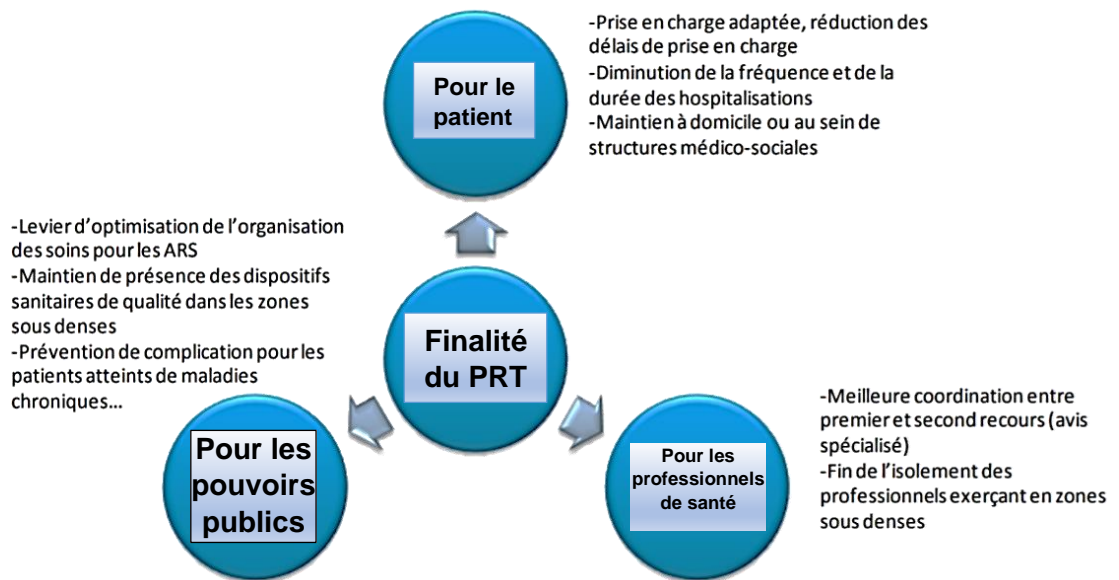 Pour le
patient
-Prise en charge adaptée, réduction des
délais de prise en charge
-Diminution de la fréquence et de la
durée des hospitalisations
-Maintien à domicile ou au sein de
structures médico-sociales
-Levier d'optimisation de l'organisation
des soins pour les ARS
-Maintien de présence des dispositifs
sanitaires de qualité dans les zones
sous denses
-Prévention de complication pour les
patients atteints de maladies
chroniques...
Finalité
du PRT
Pour les
pouvoirs
publics
Pour les
professionnels
de santé
-Meilleure coordination entre
premier et second recours (avis
spécialisé)
-Fin de l'isolement des
professionnels exerçant en zones
sous denses